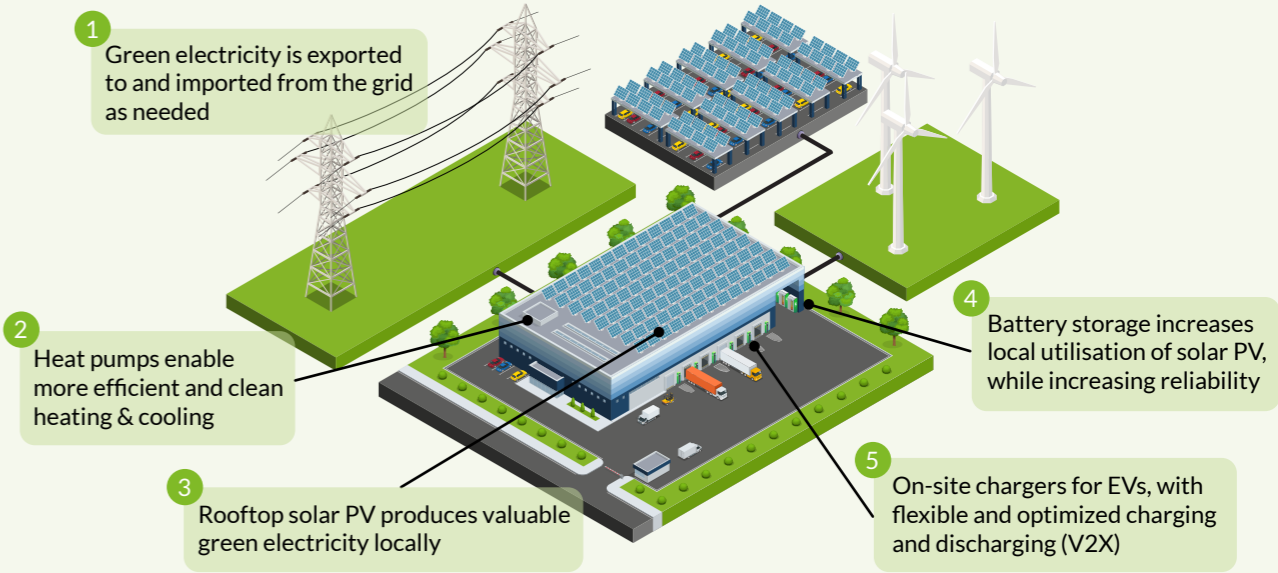 1
Green electricity is exported
to and imported from the grid
as needed
2
Heat pumps enable
more efficient and clean
heating & cooling
3
Rooftop solar PV produces valuable
green electricity locally
4
Battery storage increases
local utilisation of solar PV,
while increasing reliability
5
On-site chargers for EVs, with
flexible and optimized charging
and discharging (V2X)